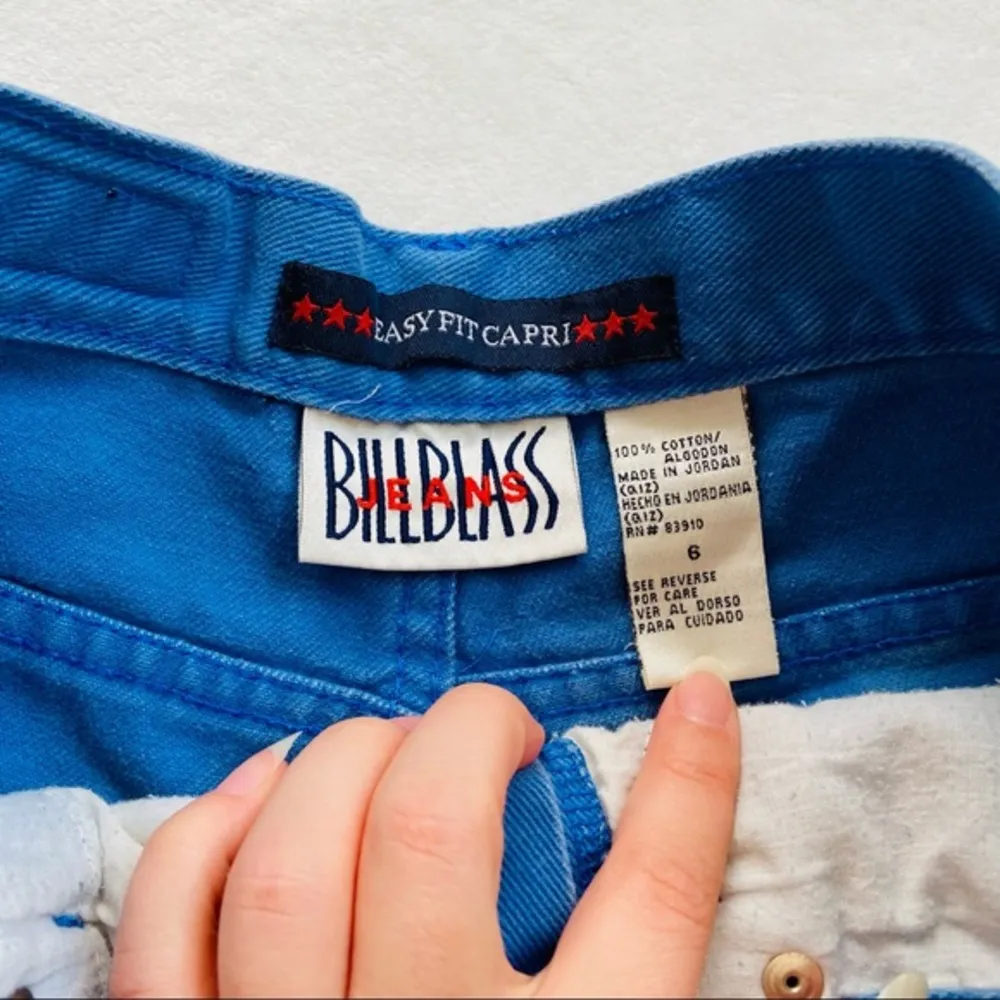 ★★★EASY FIT CAPRI★★★
BILLBLASS
JEANS
100% COTTON/
ALGODON
MADE IN JORDAN
(QIZ)
HECHO EN JORDANIA
(QIZ)
RN# 83910
6
SEE REVERSE
FOR CARE
VER AL DORSO
PARA CUIDADO